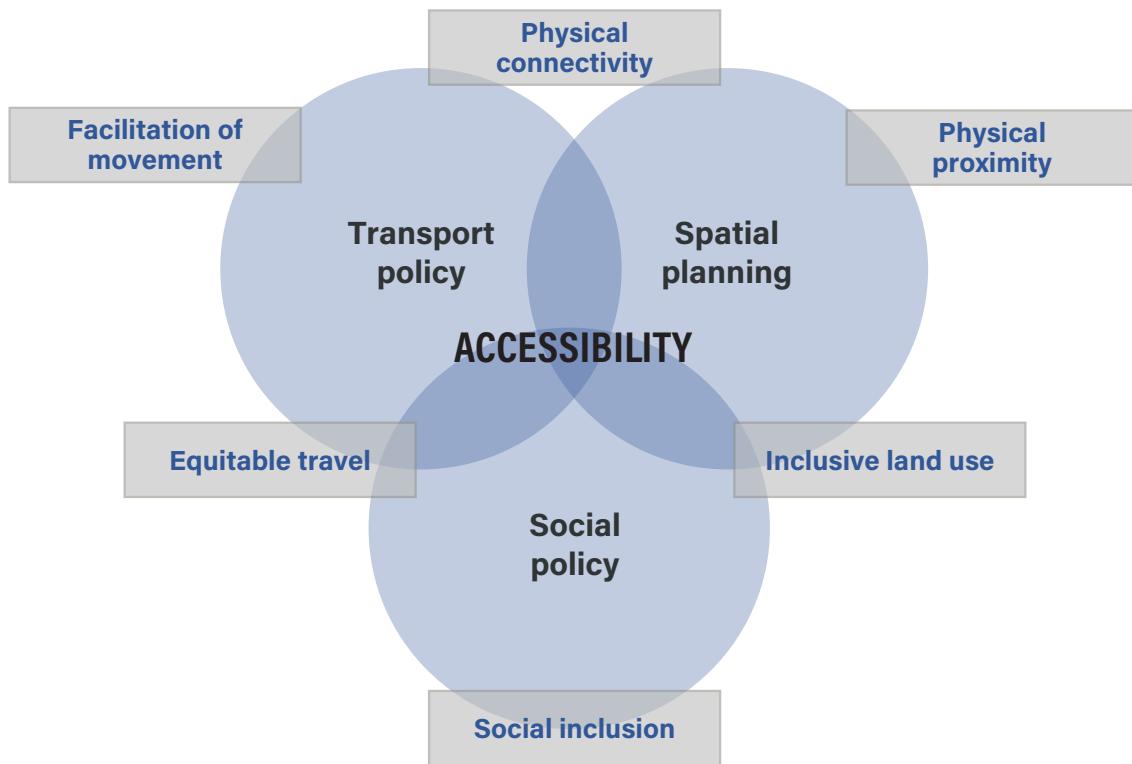 Physical
connectivity
Facilitation of
movement
Physical
proximity
Transport
policy
Spatial
planning
ACCESSIBILITY
Equitable travel
Inclusive land use
Social
policy
Social inclusion